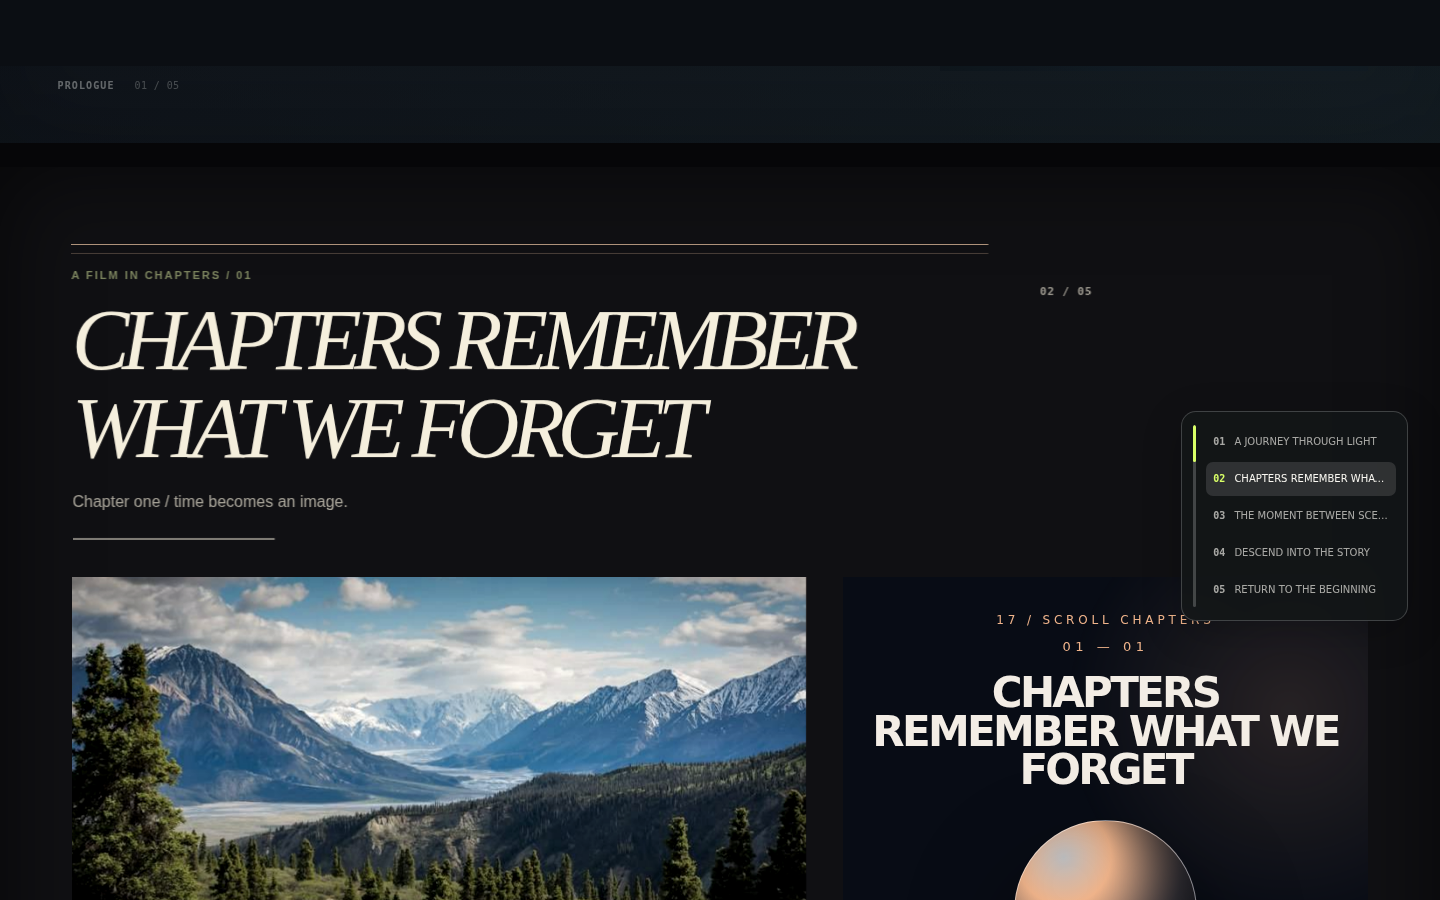 PROLOGUE 01 / 05
A FILM IN CHAPTERS / 01
02 / 05
CHAPTERS REMEMBER
WHAT WE FORGET
Chapter one / time becomes an image.
01 A JOURNEY THROUGH LIGHT
02 CHAPTERS REMEMBER WHA...
03 THE MOMENT BETWEEN SCE...
04 DESCEND INTO THE STORY
05 RETURN TO THE BEGINNING
17 / SCROLL CHAPTERS
01 — 01
CHAPTERS
REMEMBER WHAT WE
FORGET